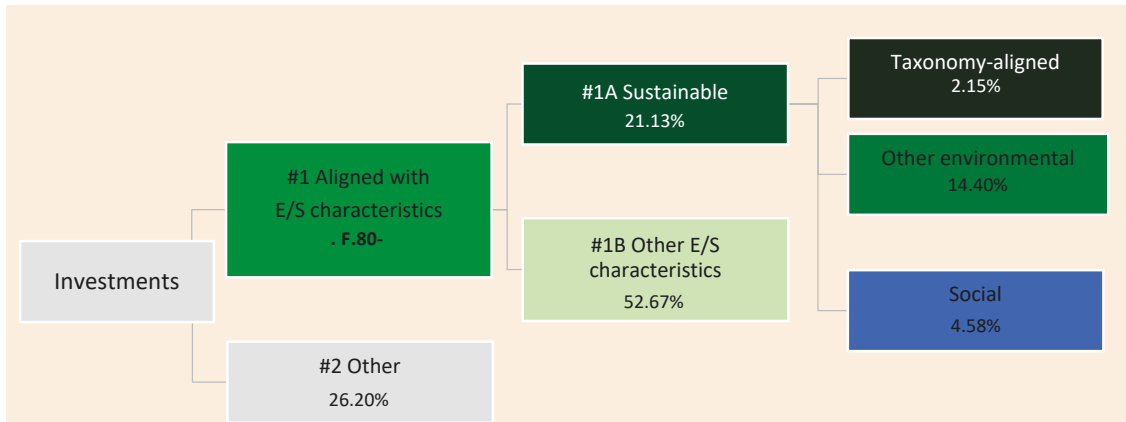 Investments
#1 Aligned with
E/S characteristics
. F.80-
#2 Other
26.20%
#1A Sustainable
21.13%
#1B Other E/S
characteristics
52.67%
Taxonomy-aligned
2.15%
Other environmental
14.40%
Social
4.58%